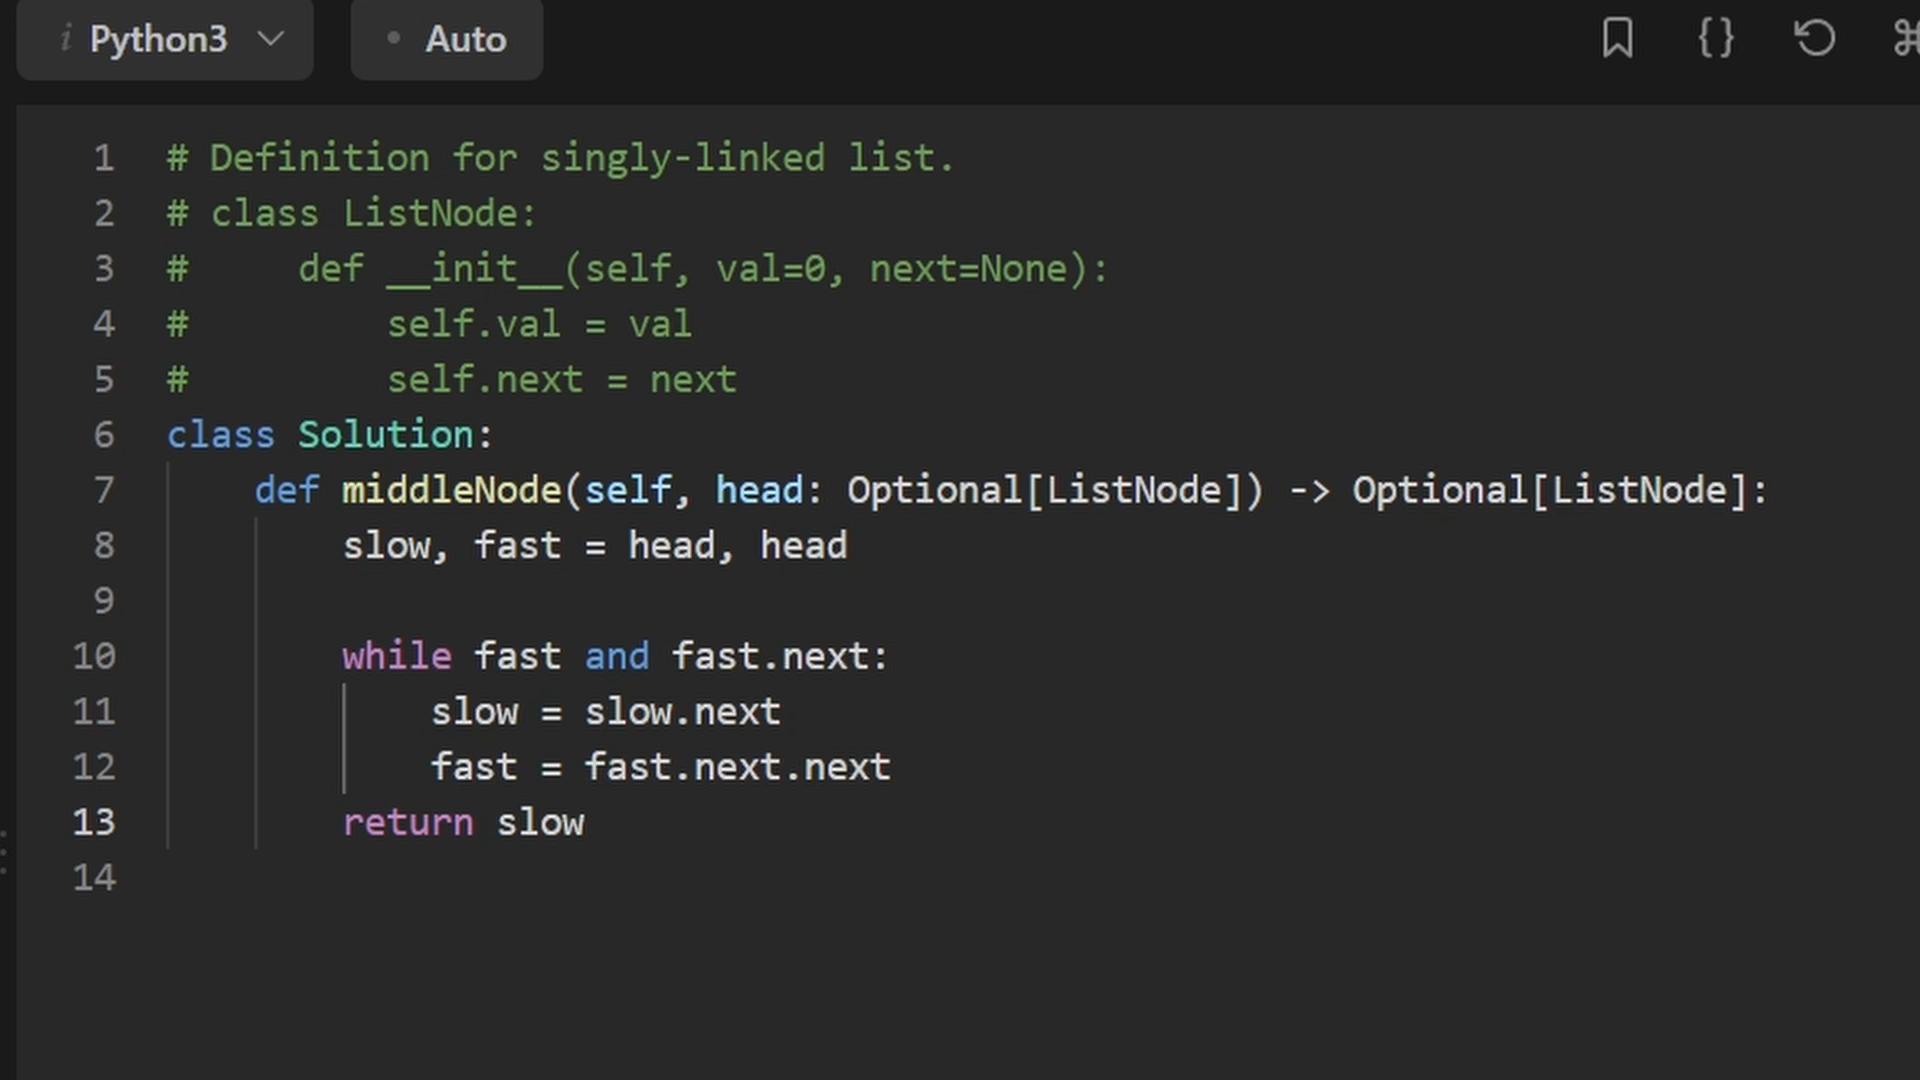 i Python3 Auto {}
1 # Definition for singly-linked list.
2 # class ListNode:
3 #     def __init__(self, val=0, next=None):
4 #         self.val = val
5 #         self.next = next
6 class Solution:
7     def middleNode(self, head: Optional[ListNode]) -> Optional[ListNode]:
8         slow, fast = head, head
9
10         while fast and fast.next:
11             slow = slow.next
12             fast = fast.next.next
13         return slow
14